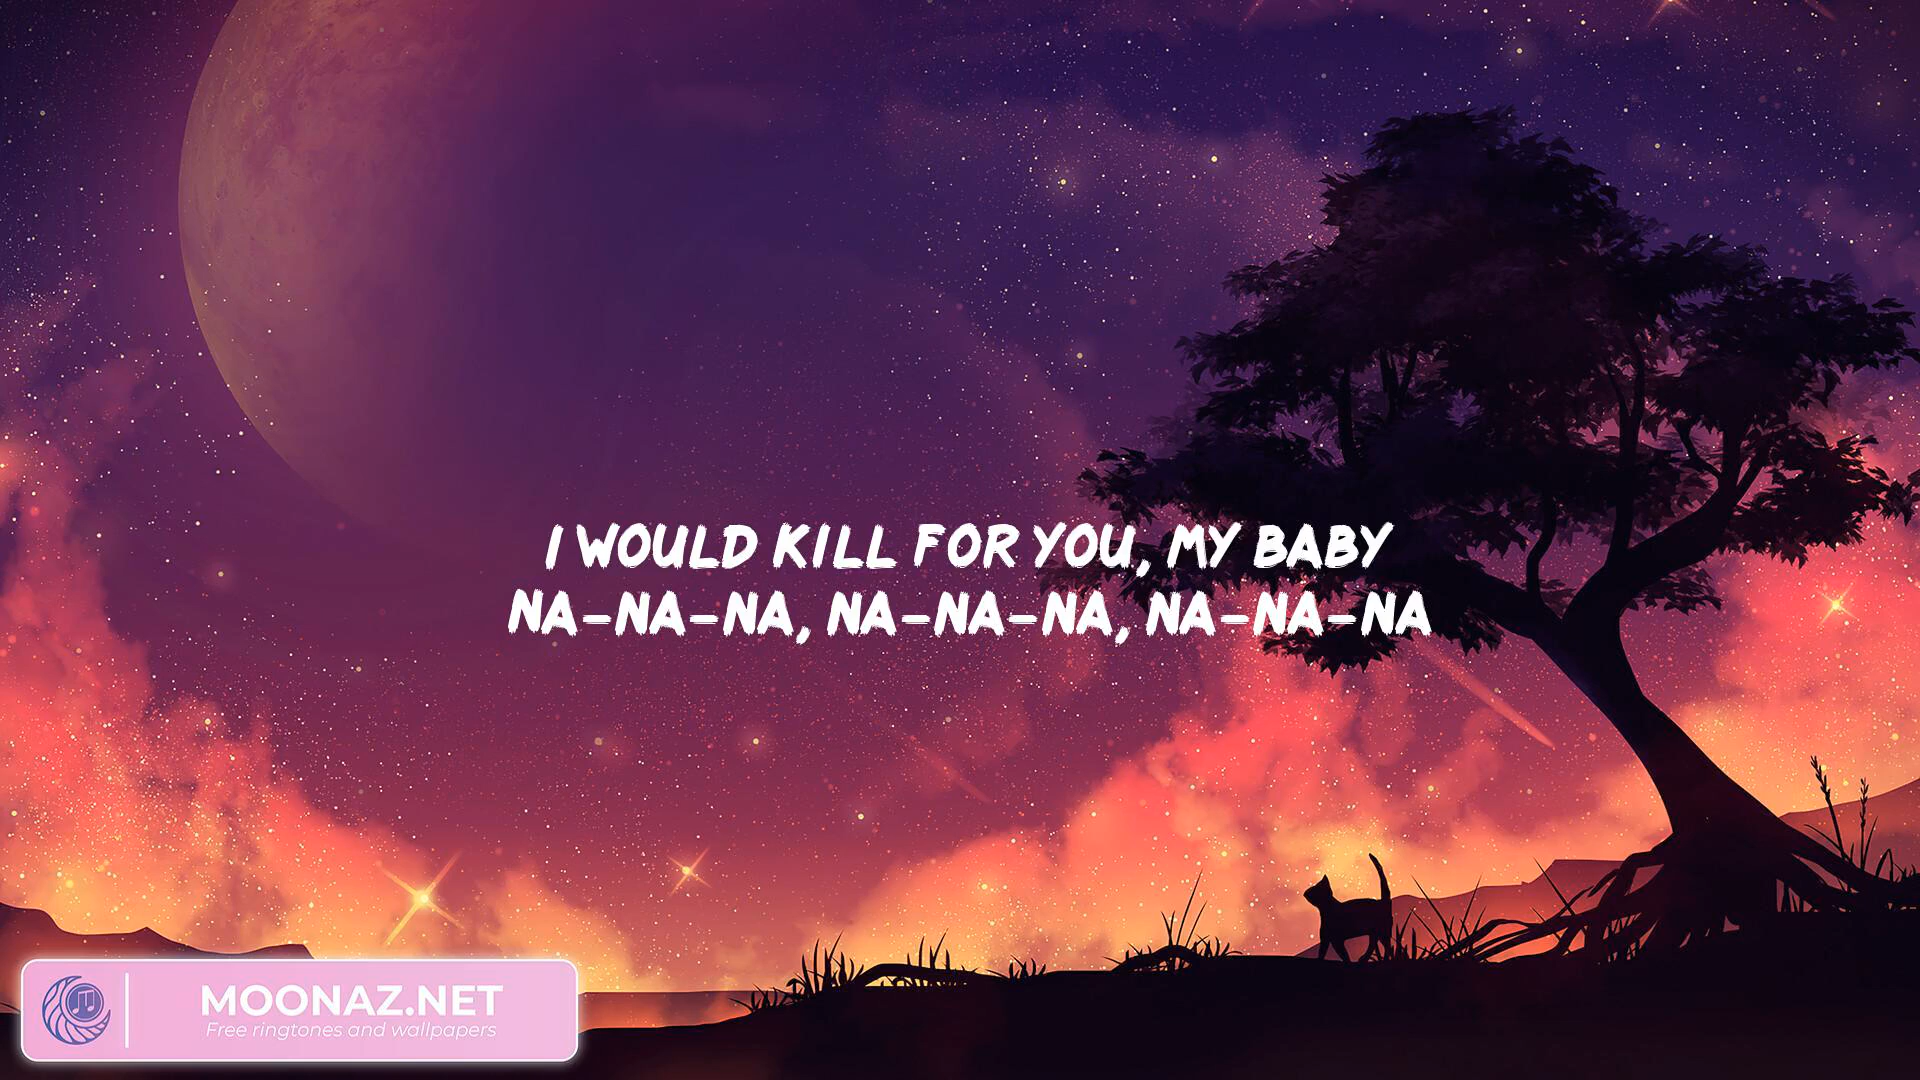 I WOULD KILL FOR YOU, MY BABY
NA-NA-NA, NA-NA-NA, NA-NA-NA
MOONAZ.NET
Free ringtones and wallpapers